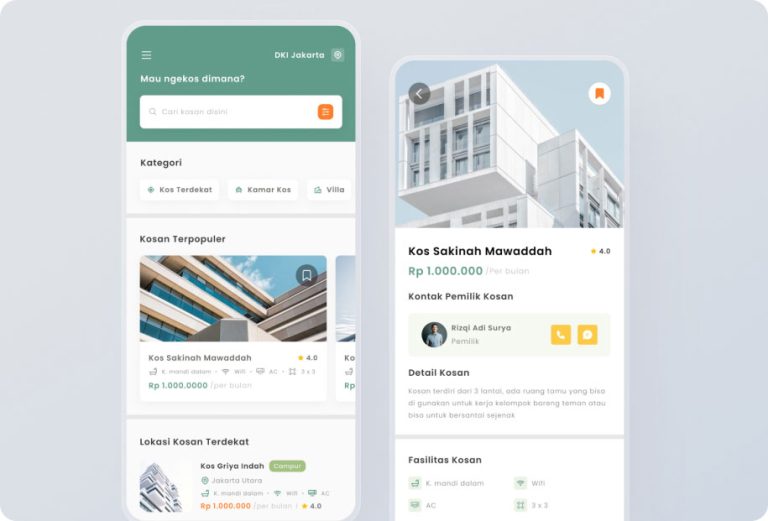 DKI Jakarta
Mau ngekos dimana?
Cari kosan disini
Kategori
Kos Terdekat
Kamar Kos
Villa
Kosan Terpopuler
Kos Sakinah Mawaddah
4.0
K. mandi dalam • Wifi • AC • 3 x 3
Rp 1.000.0000 /per bulan
Ko
Rp
Lokasi Kosan Terdekat
Kos Griya Indah
Campur
Jakarta Utara
K. mandi dalam • Wifi • AC
Rp 1.000.000 /per bulan
4.0
Kos Sakinah Mawaddah
4.0
Rp 1.000.000 /Per bulan
Kontak Pemilik Kosan
Rizqi Adi Surya
Pemilik
Detail Kosan
Kosan terdiri dari 3 lantai, ada ruang tamu yang bisa
di gunakan untuk kerja kelompok bareng teman atau
bisa untuk bersantai sejenak
Fasilitas Kosan
K. mandi dalam
Wifi
AC
3 x 3